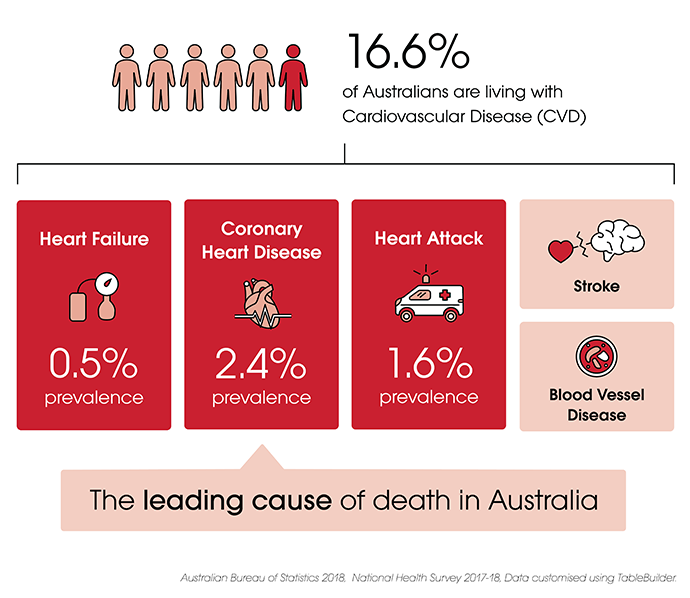 16.6%
of Australians are living with
Cardiovascular Disease (CVD)
Heart Failure
0.5%
prevalence
Coronary
Heart Disease
2.4%
prevalence
Heart Attack
1.6%
prevalence
Stroke
Blood Vessel
Disease
The leading cause of death in Australia
Australian Bureau of Statistics 2018. National Health Survey 2017-18, Data customised using TableBuilder.